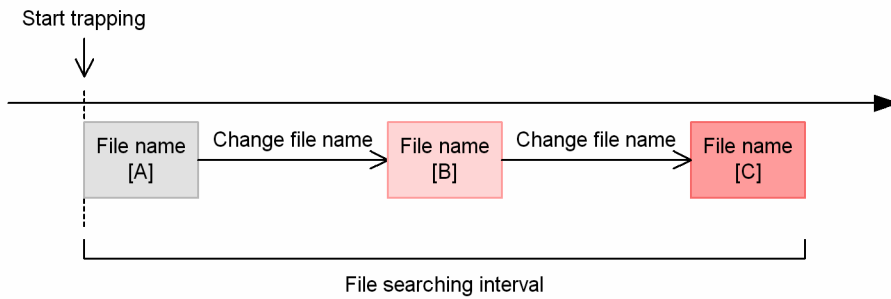 Start trapping
File name
[A]
Change file name
File name
[B]
Change file name
File name
[C]
File searching interval